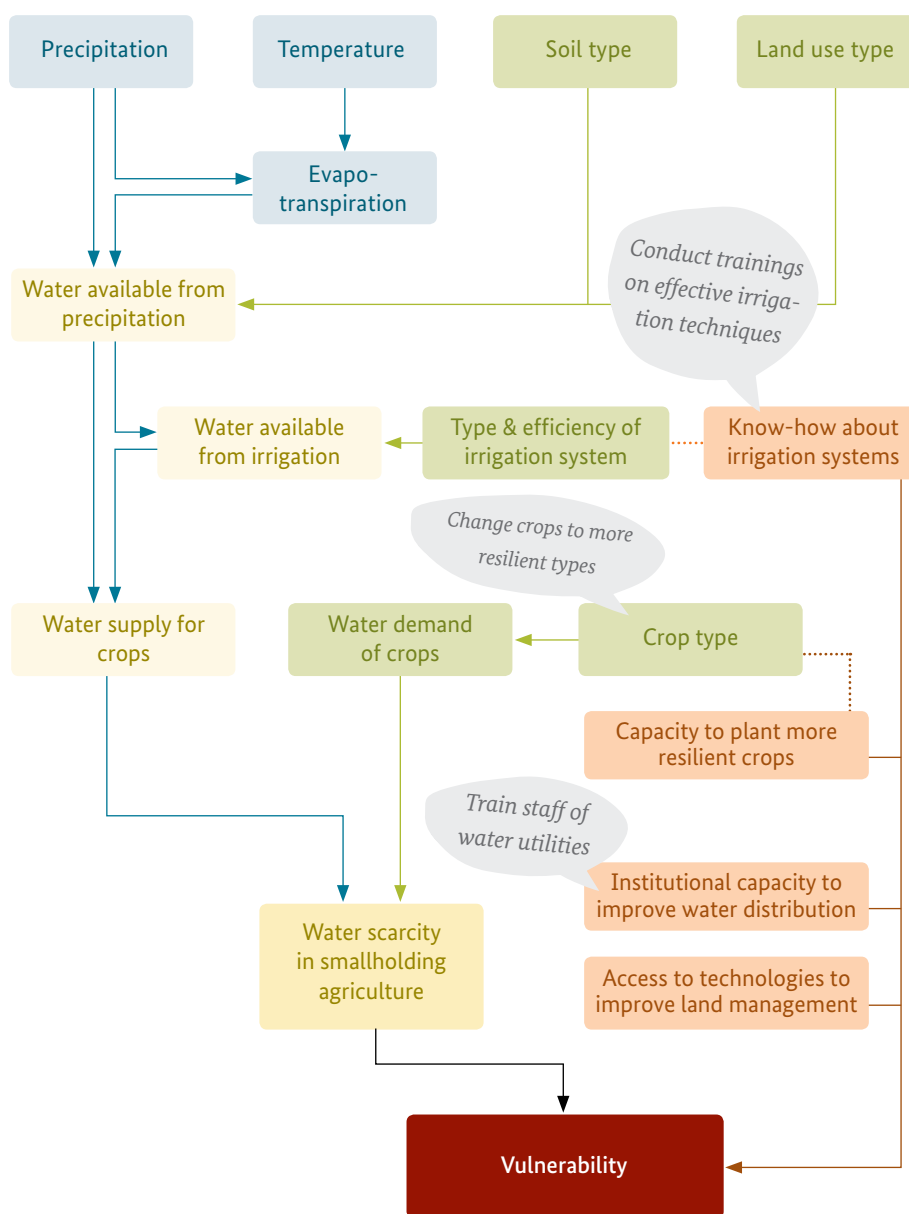 Precipitation
Temperature
Soil type
Land use type
Evapo-
transpiration
Conduct trainings
on effective irriga-
tion techniques
Water available from
precipitation
Water available
from irrigation
Type & efficiency of
irrigation system
Know-how about
irrigation systems
Change crops to more
resilient types
Water supply for
crops
Water demand
of crops
Crop type
Capacity to plant more
resilient crops
Train staff of
water utilities
Institutional capacity to
improve water distribution
Water scarcity
in smallholding
agriculture
Access to technologies to
improve land management
Vulnerability